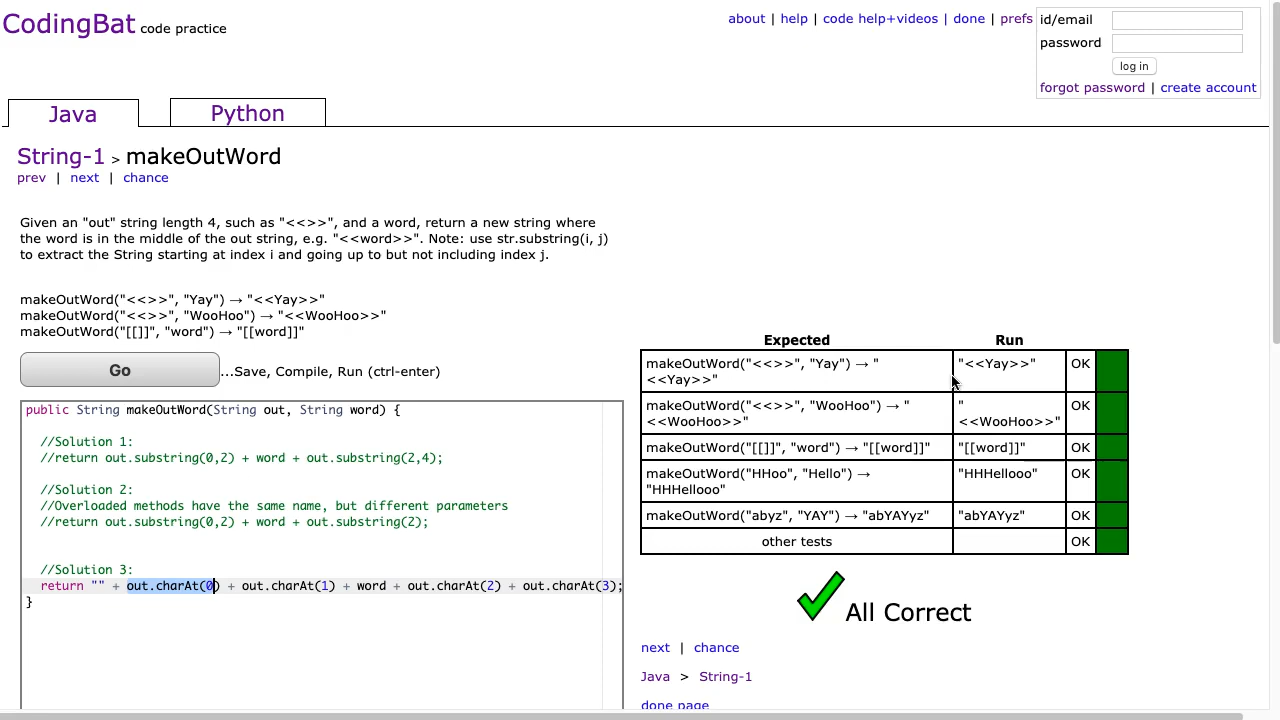 CodingBat code practice
about | help | code help+videos | done | prefs
id/email
password
log in
forgot password | create account
Java
Python
String-1 > makeOutWord
prev | next | chance
Given an "out" string length 4, such as "<<>>", and a word, return a new string where
the word is in the middle of the out string, e.g. "<<word>>". Note: use str.substring(i, j)
to extract the String starting at index i and going up to but not including index j.
makeOutWord("<<>>", "Yay") → "<<Yay>>"
makeOutWord("<<>>", "WooHoo") → "<<WooHoo>>"
makeOutWord("[[]]", "word") → "[[word]]"
Go ...Save, Compile, Run (ctrl-enter)
public String makeOutWord(String out, String word) {
//Solution 1:
//return out.substring(0,2) + word + out.substring(2,4);
//Solution 2:
//Overloaded methods have the same name, but different parameters
//return out.substring(0,2) + word + out.substring(2);
//Solution 3:
return "" + out.charAt(0) + out.charAt(1) + word + out.charAt(2) + out.charAt(3);
}
Expected Run
makeOutWord("<<>>", "Yay") → " "<<Yay>>" OK
<<Yay>>"
makeOutWord("<<>>", "WooHoo") → " " OK
<<WooHoo>>" <<WooHoo>>"
makeOutWord("[[]]", "word") → "[[word]]" "[[word]]" OK
makeOutWord("HHoo", "Hello") → "HHHellooo" OK
"HHHellooo"
makeOutWord("abyz", "YAY") → "abYAYyz" "abYAYyz" OK
other tests OK
All Correct
next | chance
Java > String-1
done page